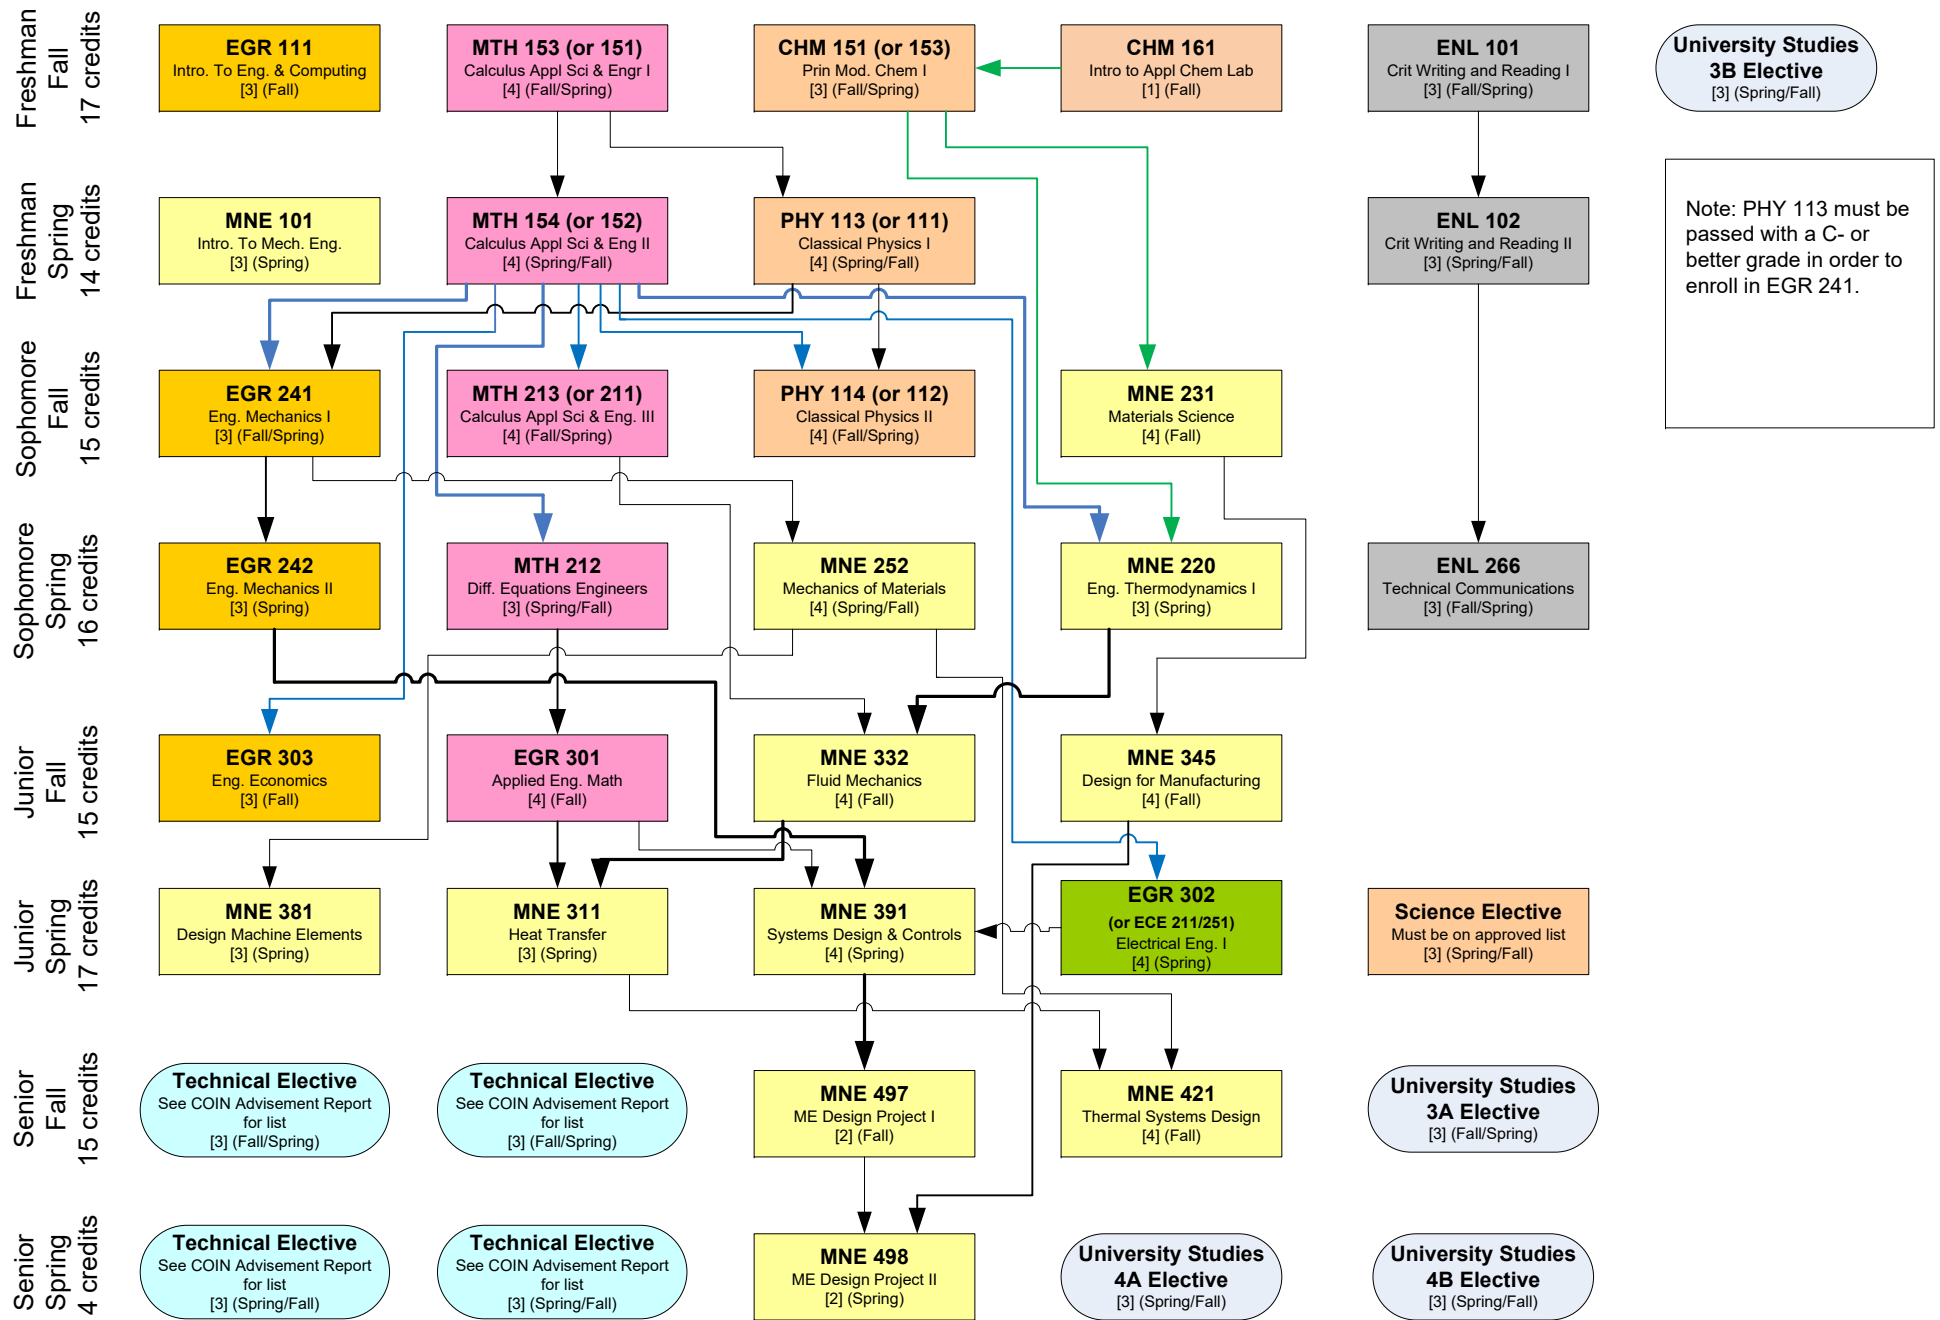 Freshman
Fall
17 credits
EGR 111
Intro. To Eng. & Computing
[3] (Fall)
MTH 153 (or 151)
Calculus Appl Sci & Engr I
[4] (Fall/Spring)
CHM 151 (or 153)
Prin Mod. Chem I
[3] (Fall/Spring)
CHM 161
Intro to Appl Chem Lab
[1] (Fall)
ENL 101
Crit Writing and Reading I
[3] (Fall/Spring)
University Studies
3B Elective
[3] (Spring/Fall)
Freshman
Spring
14 credits
MNE 101
Intro. To Mech. Eng.
[3] (Spring)
MTH 154 (or 152)
Calculus Appl Sci & Eng II
[4] (Spring/Fall)
PHY 113 (or 111)
Classical Physics I
[4] (Spring/Fall)
ENL 102
Crit Writing and Reading II
[3] (Spring/Fall)
Note: PHY 113 must be
passed with a C- or
better grade in order to
enroll in EGR 241.
Sophomore
Fall
15 credits
EGR 241
Eng. Mechanics I
[3] (Fall/Spring)
MTH 213 (or 211)
Calculus Appl Sci & Eng. III
[4] (Fall/Spring)
PHY 114 (or 112)
Classical Physics II
[4] (Fall/Spring)
MNE 231
Materials Science
[4] (Fall)
Sophomore
Spring
16 credits
EGR 242
Eng. Mechanics II
[3] (Spring)
MTH 212
Diff. Equations Engineers
[3] (Spring/Fall)
MNE 252
Mechanics of Materials
[4] (Spring/Fall)
MNE 220
Eng. Thermodynamics I
[3] (Spring)
ENL 266
Technical Communications
[3] (Fall/Spring)
Junior
Fall
15 credits
EGR 303
Eng. Economics
[3] (Fall)
EGR 301
Applied Eng. Math
[4] (Fall)
MNE 332
Fluid Mechanics
[4] (Fall)
MNE 345
Design for Manufacturing
[4] (Fall)
Junior
Spring
17 credits
MNE 381
Design Machine Elements
[3] (Spring)
MNE 311
Heat Transfer
[3] (Spring)
MNE 391
Systems Design & Controls
[4] (Spring)
EGR 302
(or ECE 211/251)
Electrical Eng. I
[4] (Spring)
Science Elective
Must be on approved list
[3] (Spring/Fall)
Senior
Fall
15 credits
Technical Elective
See COIN Advisement Report
for list
[3] (Fall/Spring)
Technical Elective
See COIN Advisement Report
for list
[3] (Fall/Spring)
MNE 497
ME Design Project I
[2] (Fall)
MNE 421
Thermal Systems Design
[4] (Fall)
University Studies
3A Elective
[3] (Fall/Spring)
Senior
Spring
4 credits
Technical Elective
See COIN Advisement Report
for list
[3] (Spring/Fall)
Technical Elective
See COIN Advisement Report
for list
[3] (Spring/Fall)
MNE 498
ME Design Project II
[2] (Spring)
University Studies
4A Elective
[3] (Spring/Fall)
University Studies
4B Elective
[3] (Spring/Fall)